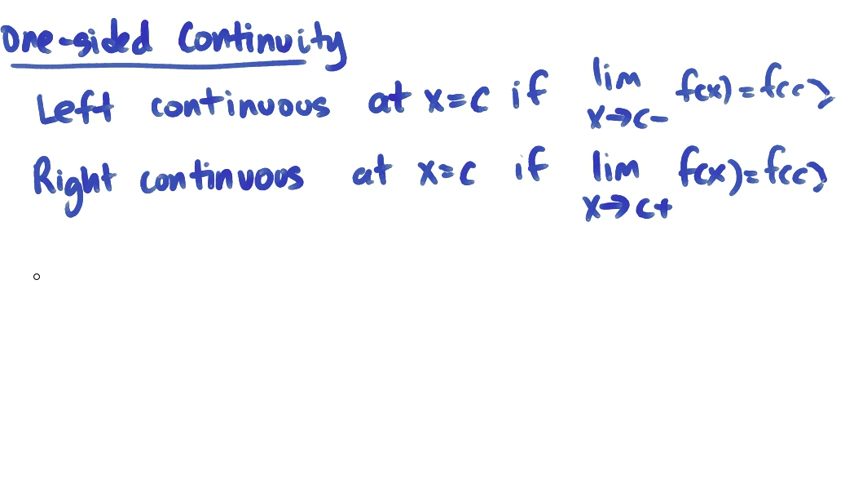 One-sided Continuity
Left continuous at x=c if lim x→c- f(x)=f(c)
Right continuous at x=c if lim x→c+ f(x)=f(c)